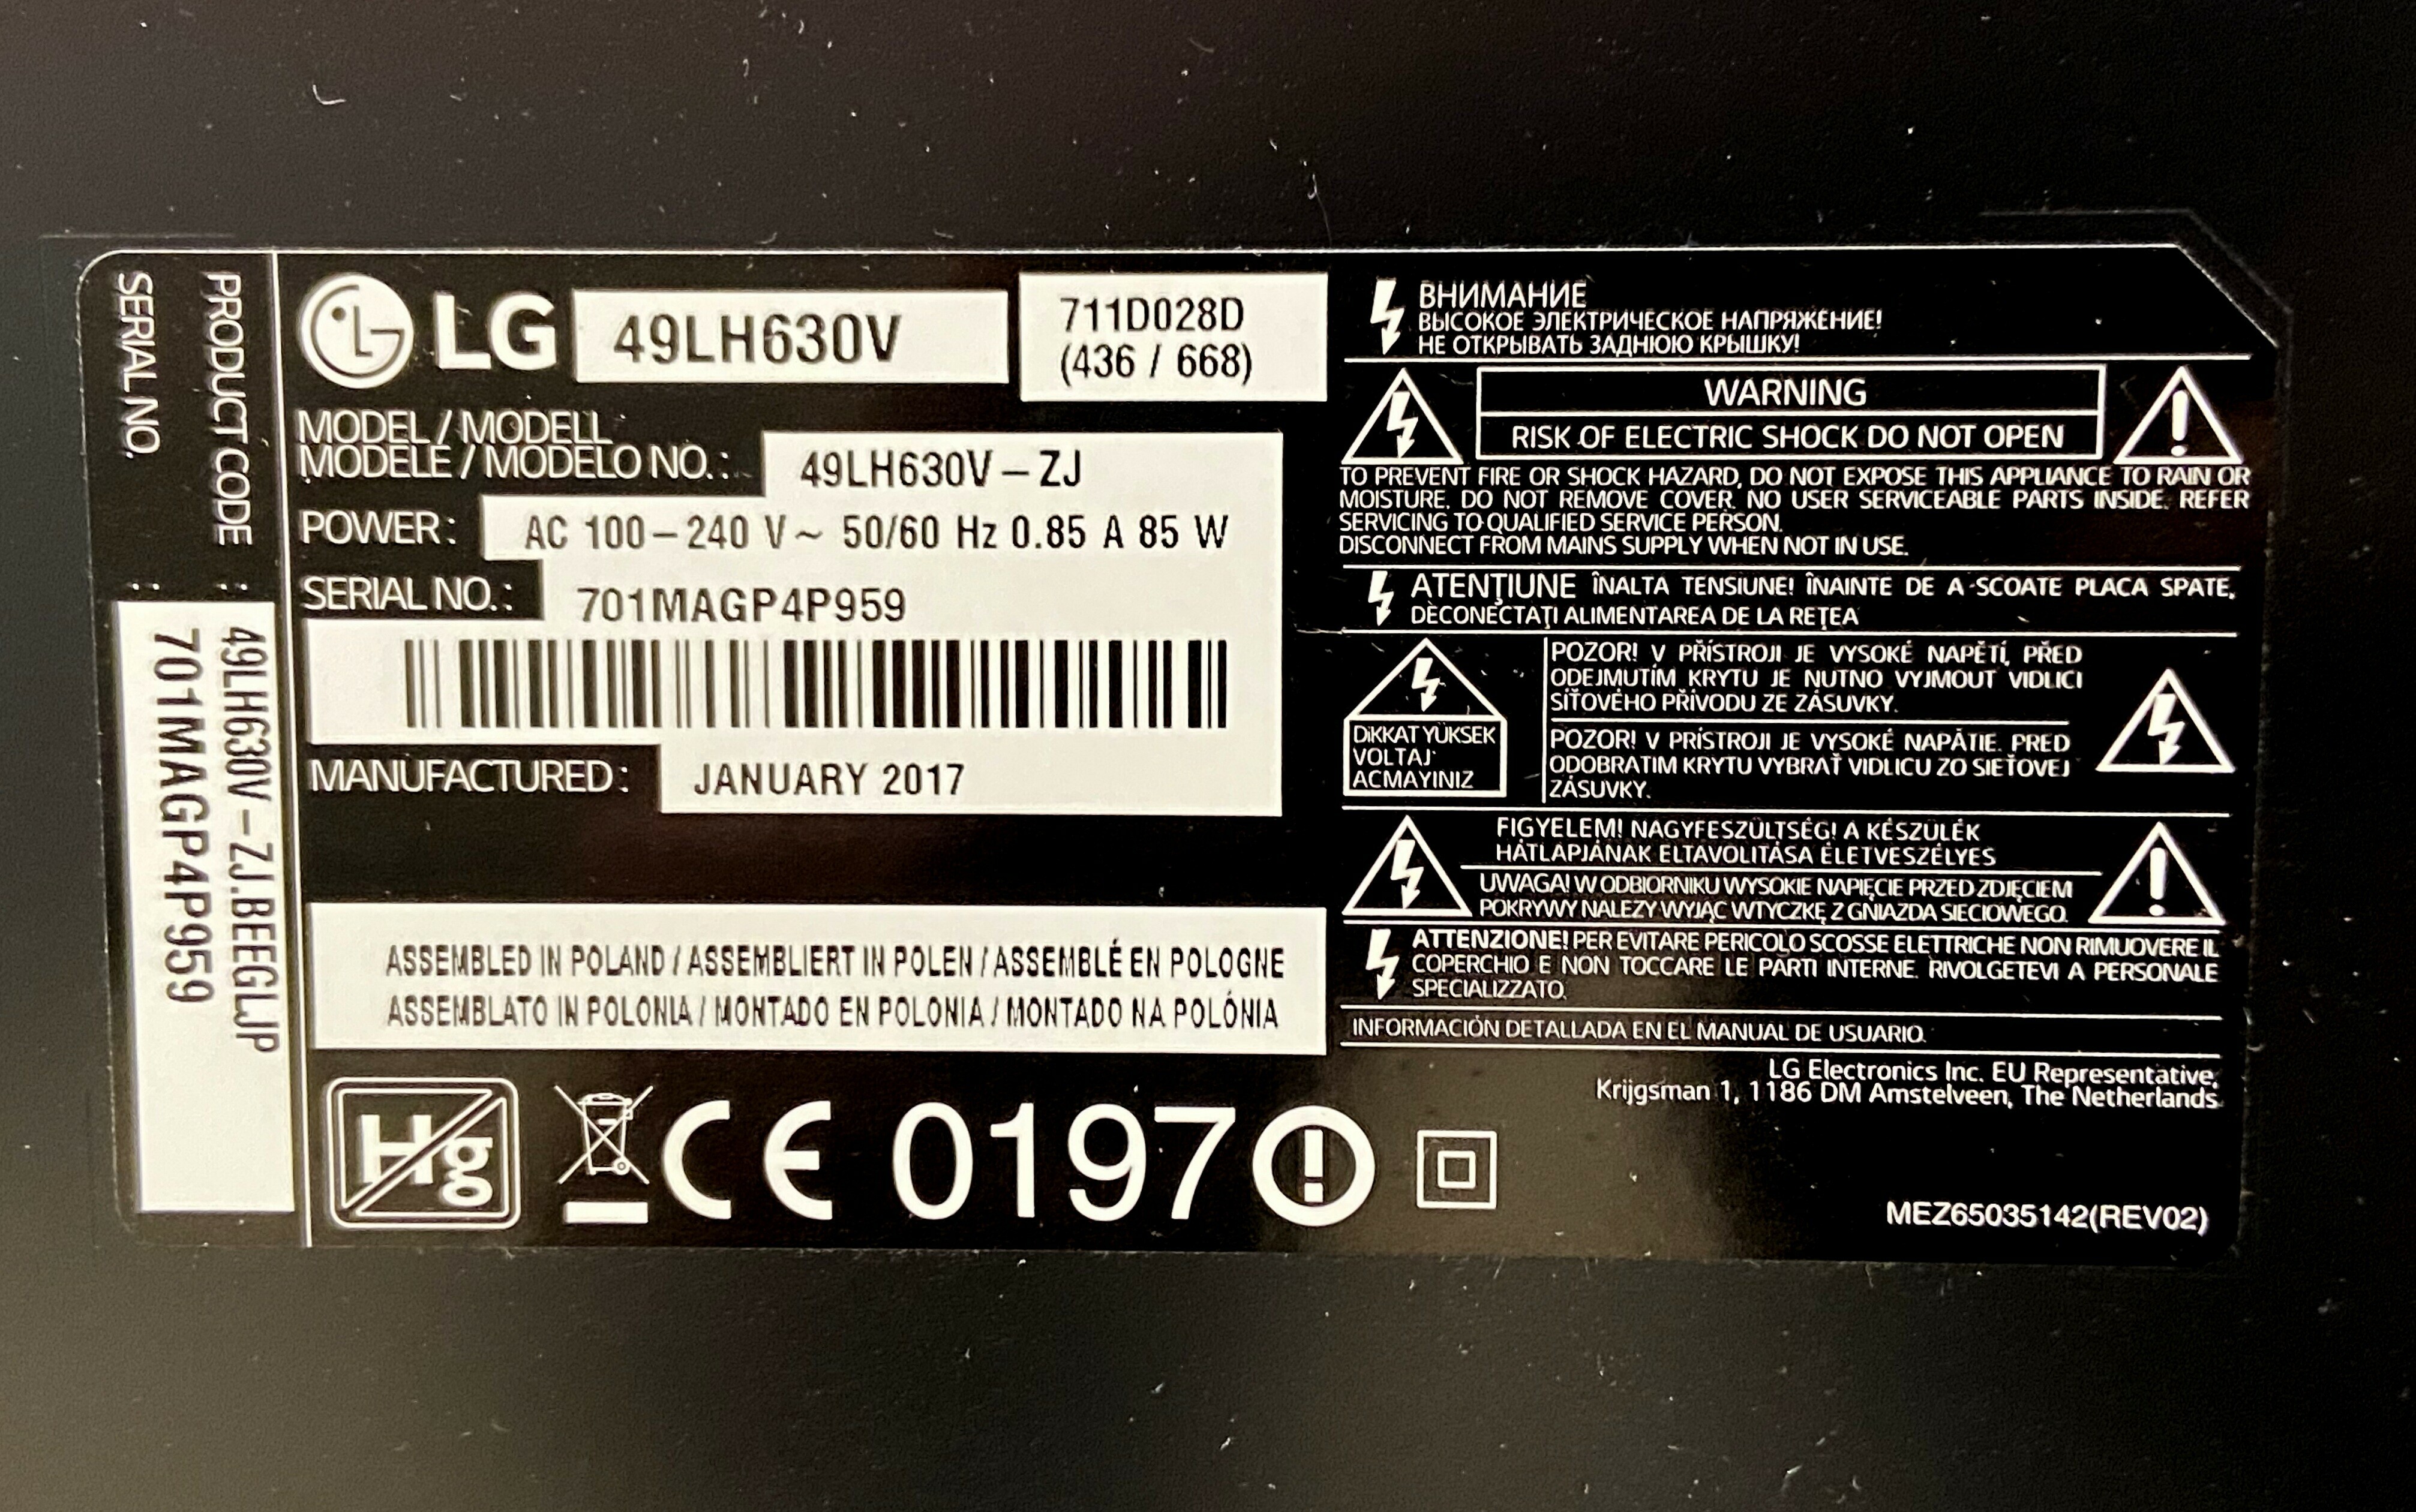 SERIAL NO. : 701MAGP4P959
PRODUCT CODE : 49LH630V-ZJ.BEEGLJP
LG 49LH630V
711D028D
(436 / 668)
MODEL / MODELL
MODÈLE / MODELO NO. : 49LH630V-ZJ
POWER : AC 100-240 V~ 50/60 Hz 0.85 A 85 W
SERIAL NO. : 701MAGP4P959
MANUFACTURED : JANUARY 2017
ASSEMBLED IN POLAND / ASSEMBLIERT IN POLEN / ASSEMBLÉ EN POLOGNE
ASSEMBLATO IN POLONIA / MONTADO EN POLONIA / MONTADO NA POLÓNIA
Hg
CE 0197
ВНИМАНИЕ
ВЫСОКОЕ ЭЛЕКТРИЧЕСКОЕ НАПРЯЖЕНИЕ!
НЕ ОТКРЫВАТЬ ЗАДНЮЮ КРЫШКУ!
WARNING
RISK OF ELECTRIC SHOCK DO NOT OPEN
TO PREVENT FIRE OR SHOCK HAZARD, DO NOT EXPOSE THIS APPLIANCE TO RAIN OR
MOISTURE. DO NOT REMOVE COVER. NO USER SERVICEABLE PARTS INSIDE. REFER
SERVICING TO QUALIFIED SERVICE PERSON.
DISCONNECT FROM MAINS SUPPLY WHEN NOT IN USE.
ATENȚIUNE ÎNALTA TENSIUNE! ÎNAINTE DE A SCOATE PLACA SPATE,
DECONECTAȚI ALIMENTAREA DE LA REȚEA
DİKKAT YÜKSEK
VOLTAJ
ACMAYINIZ
POZOR! V PŘÍSTROJI JE VYSOKÉ NAPĚTÍ, PŘED
ODEJMUTÍM KRYTU JE NUTNO VYJMOUT VIDLICI
SÍŤOVÉHO PŘÍVODU ZE ZÁSUVKY.
POZOR! V PRÍSTROJI JE VYSOKÉ NAPÄTIE. PRED
ODOBRATIM KRYTU VYBRAŤ VIDLICU ZO SIEŤOVEJ
ZÁSUVKY.
FIGYELEM! NAGYFESZÜLTSÉG! A KÉSZÜLÉK
HÁTLAPJÁNAK ELTÁVOLITÁSA ÉLETVESZÉLYES
UWAGA! W ODBIORNIKU WYSOKIE NAPIĘCIE PRZED ZDJĘCIEM
POKRYWY NALEZY WYJĄC WTYCZKĘ Z GNIAZDA SIECIOWEGO.
ATTENZIONE! PER EVITARE PERICOLO SCOSSE ELETTRICHE NON RIMUOVERE IL
COPERCHIO E NON TOCCARE LE PARTI INTERNE. RIVOLGETEVI A PERSONALE
SPECIALIZZATO.
INFORMACIÓN DETALLADA EN EL MANUAL DE USUARIO.
LG Electronics Inc. EU Representative,
Krijgsman 1, 1186 DM Amstelveen, The Netherlands
MEZ65035142(REV02)